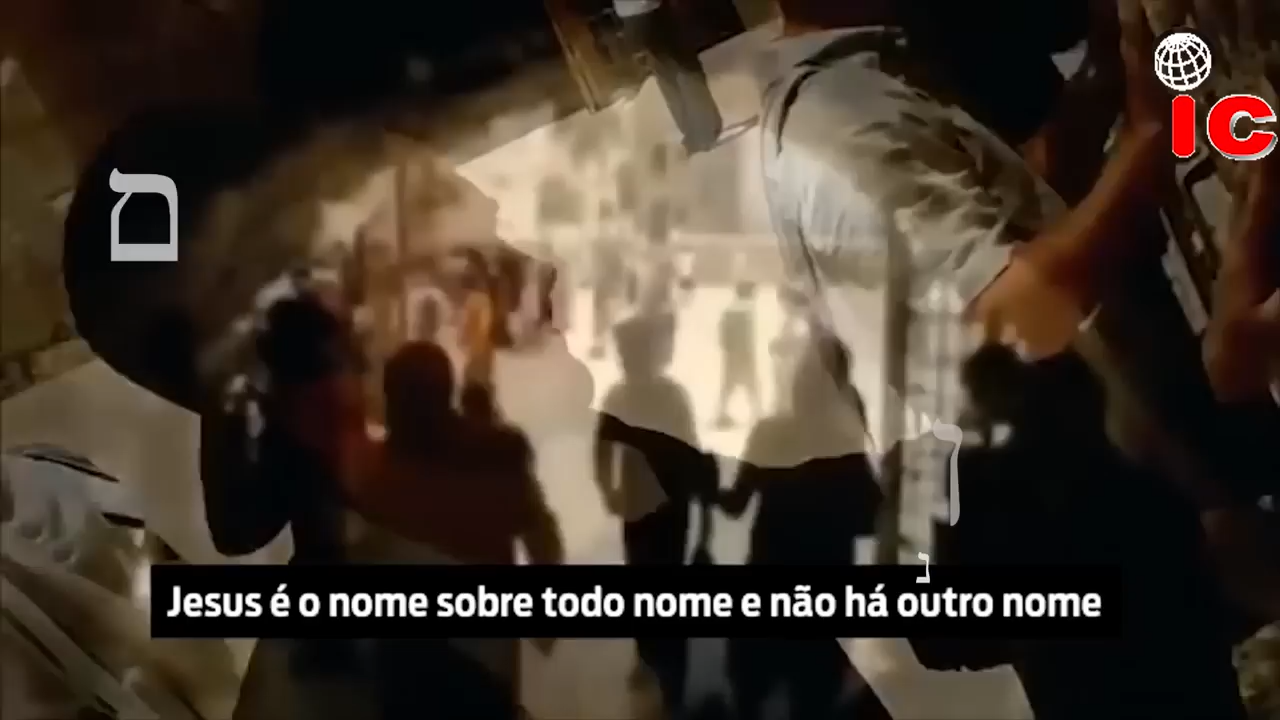 IC
ם
ן
נ
Jesus é o nome sobre todo nome e não há outro nome